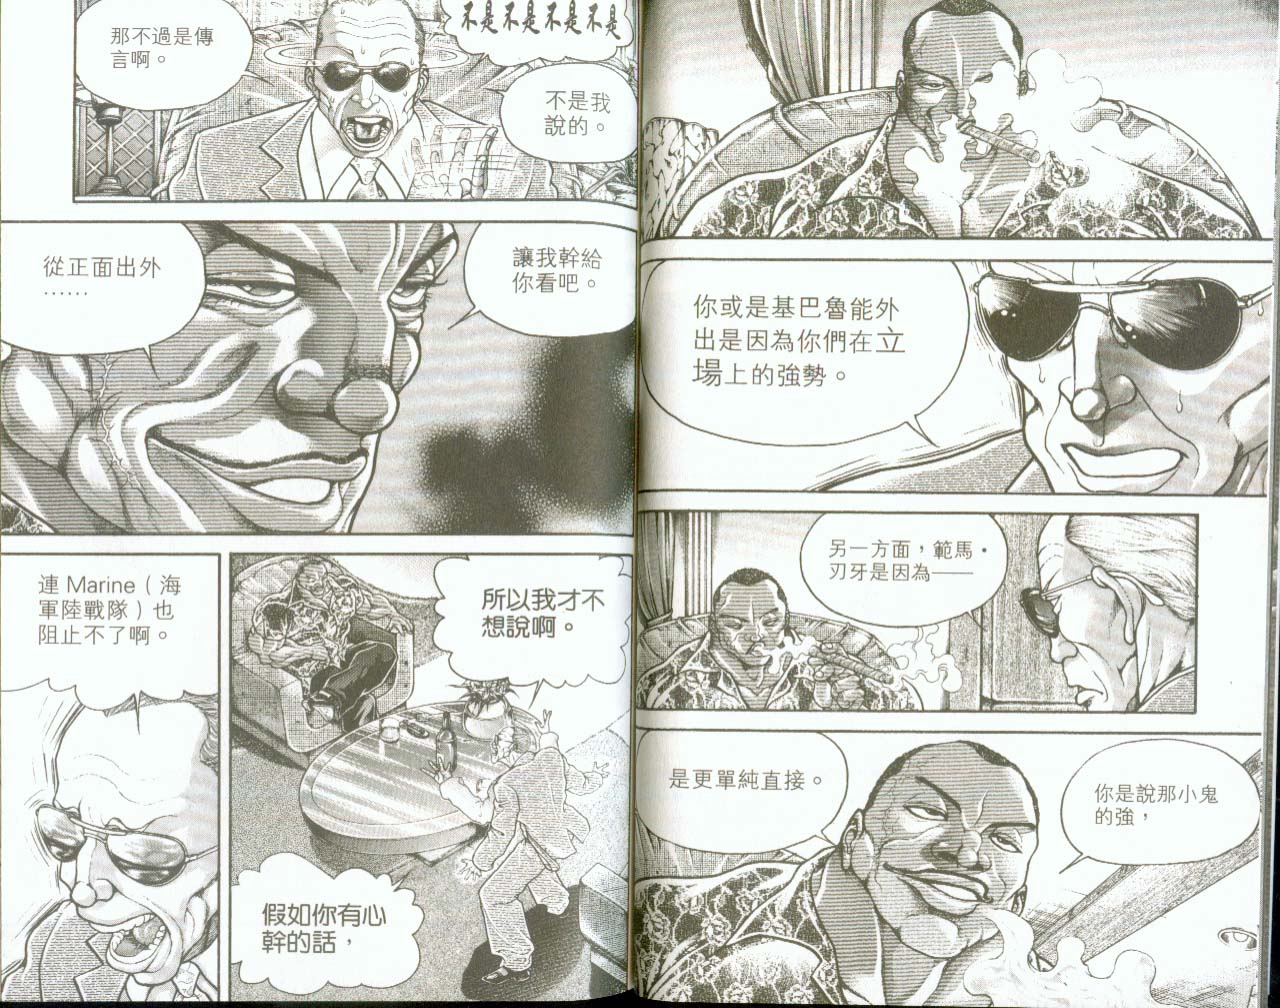 你或是基巴魯能外
出是因為你們在立
場上的強勢。
另一方面，範馬・
刃牙是因為——
你是說那小鬼
的強，
是更單純直接。
不是不是不是不是
不是我
說的。
那不過是傳
言啊。
讓我幹給
你看吧。
從正面出外
……
所以我才不
想說啊。
假如你有心
幹的話，
連 Marine（海
軍陸戰隊）也
阻止不了啊。